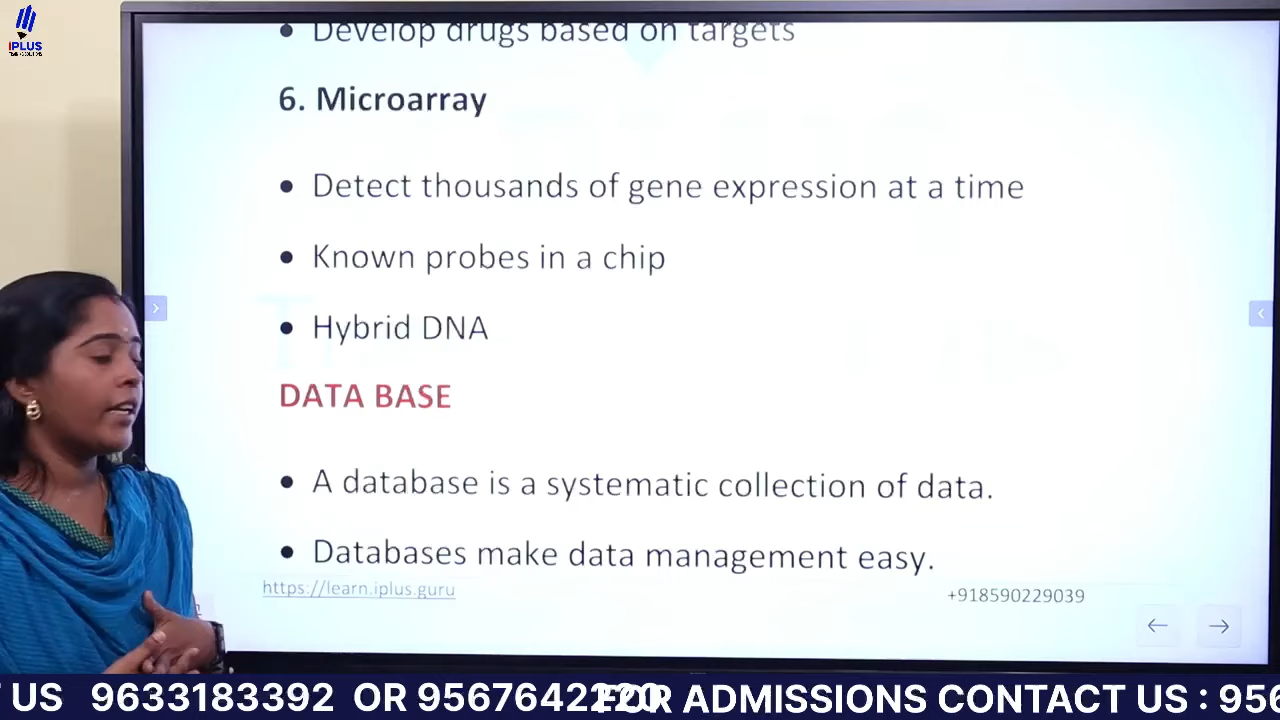 IPLUS
• Develop drugs based on targets
6. Microarray
• Detect thousands of gene expression at a time
• Known probes in a chip
• Hybrid DNA
DATA BASE
• A database is a systematic collection of data.
• Databases make data management easy.
https://learn.iplus.guru
+918590229039
T US 9633183392 OR 9567642220
FOR ADMISSIONS CONTACT US : 956